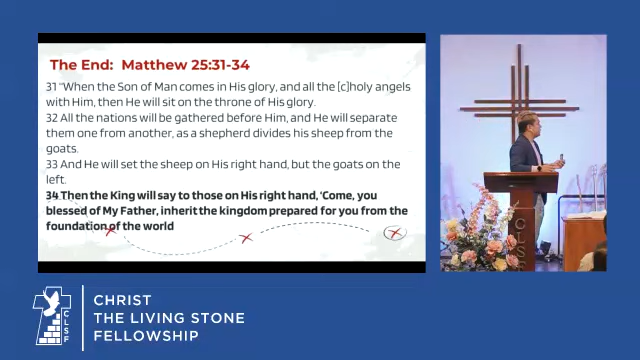 The End: Matthew 25:31-34
31 "When the Son of Man comes in His glory, and all the [c]holy angels
with Him, then He will sit on the throne of His glory.
32 All the nations will be gathered before Him, and He will separate
them one from another, as a shepherd divides his sheep from the
goats.
33 And He will set the sheep on His right hand, but the goats on the
left.
34 Then the King will say to those on His right hand, 'Come, you
blessed of My Father, inherit the kingdom prepared for you from the
foundation of the world
CLSF
CLSF
CHRIST
THE LIVING STONE
FELLOWSHIP